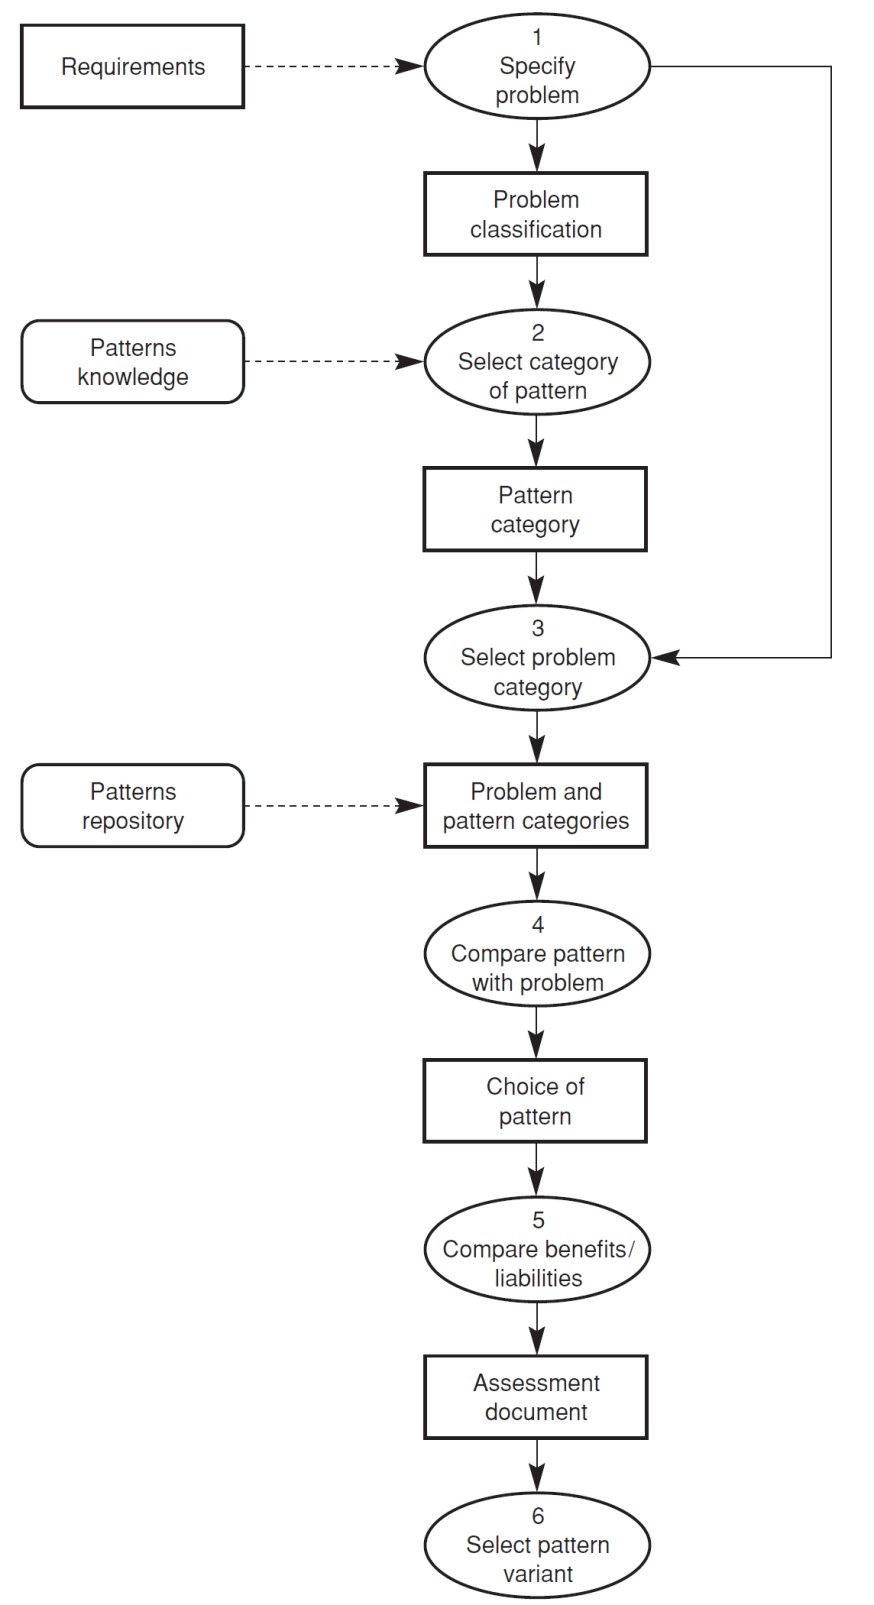 Requirements
1
Specify
problem
Problem
classification
Patterns
knowledge
2
Select category
of pattern
Pattern
category
3
Select problem
category
Patterns
repository
Problem and
pattern categories
4
Compare pattern
with problem
Choice of
pattern
5
Compare benefits/
liabilities
Assessment
document
6
Select pattern
variant